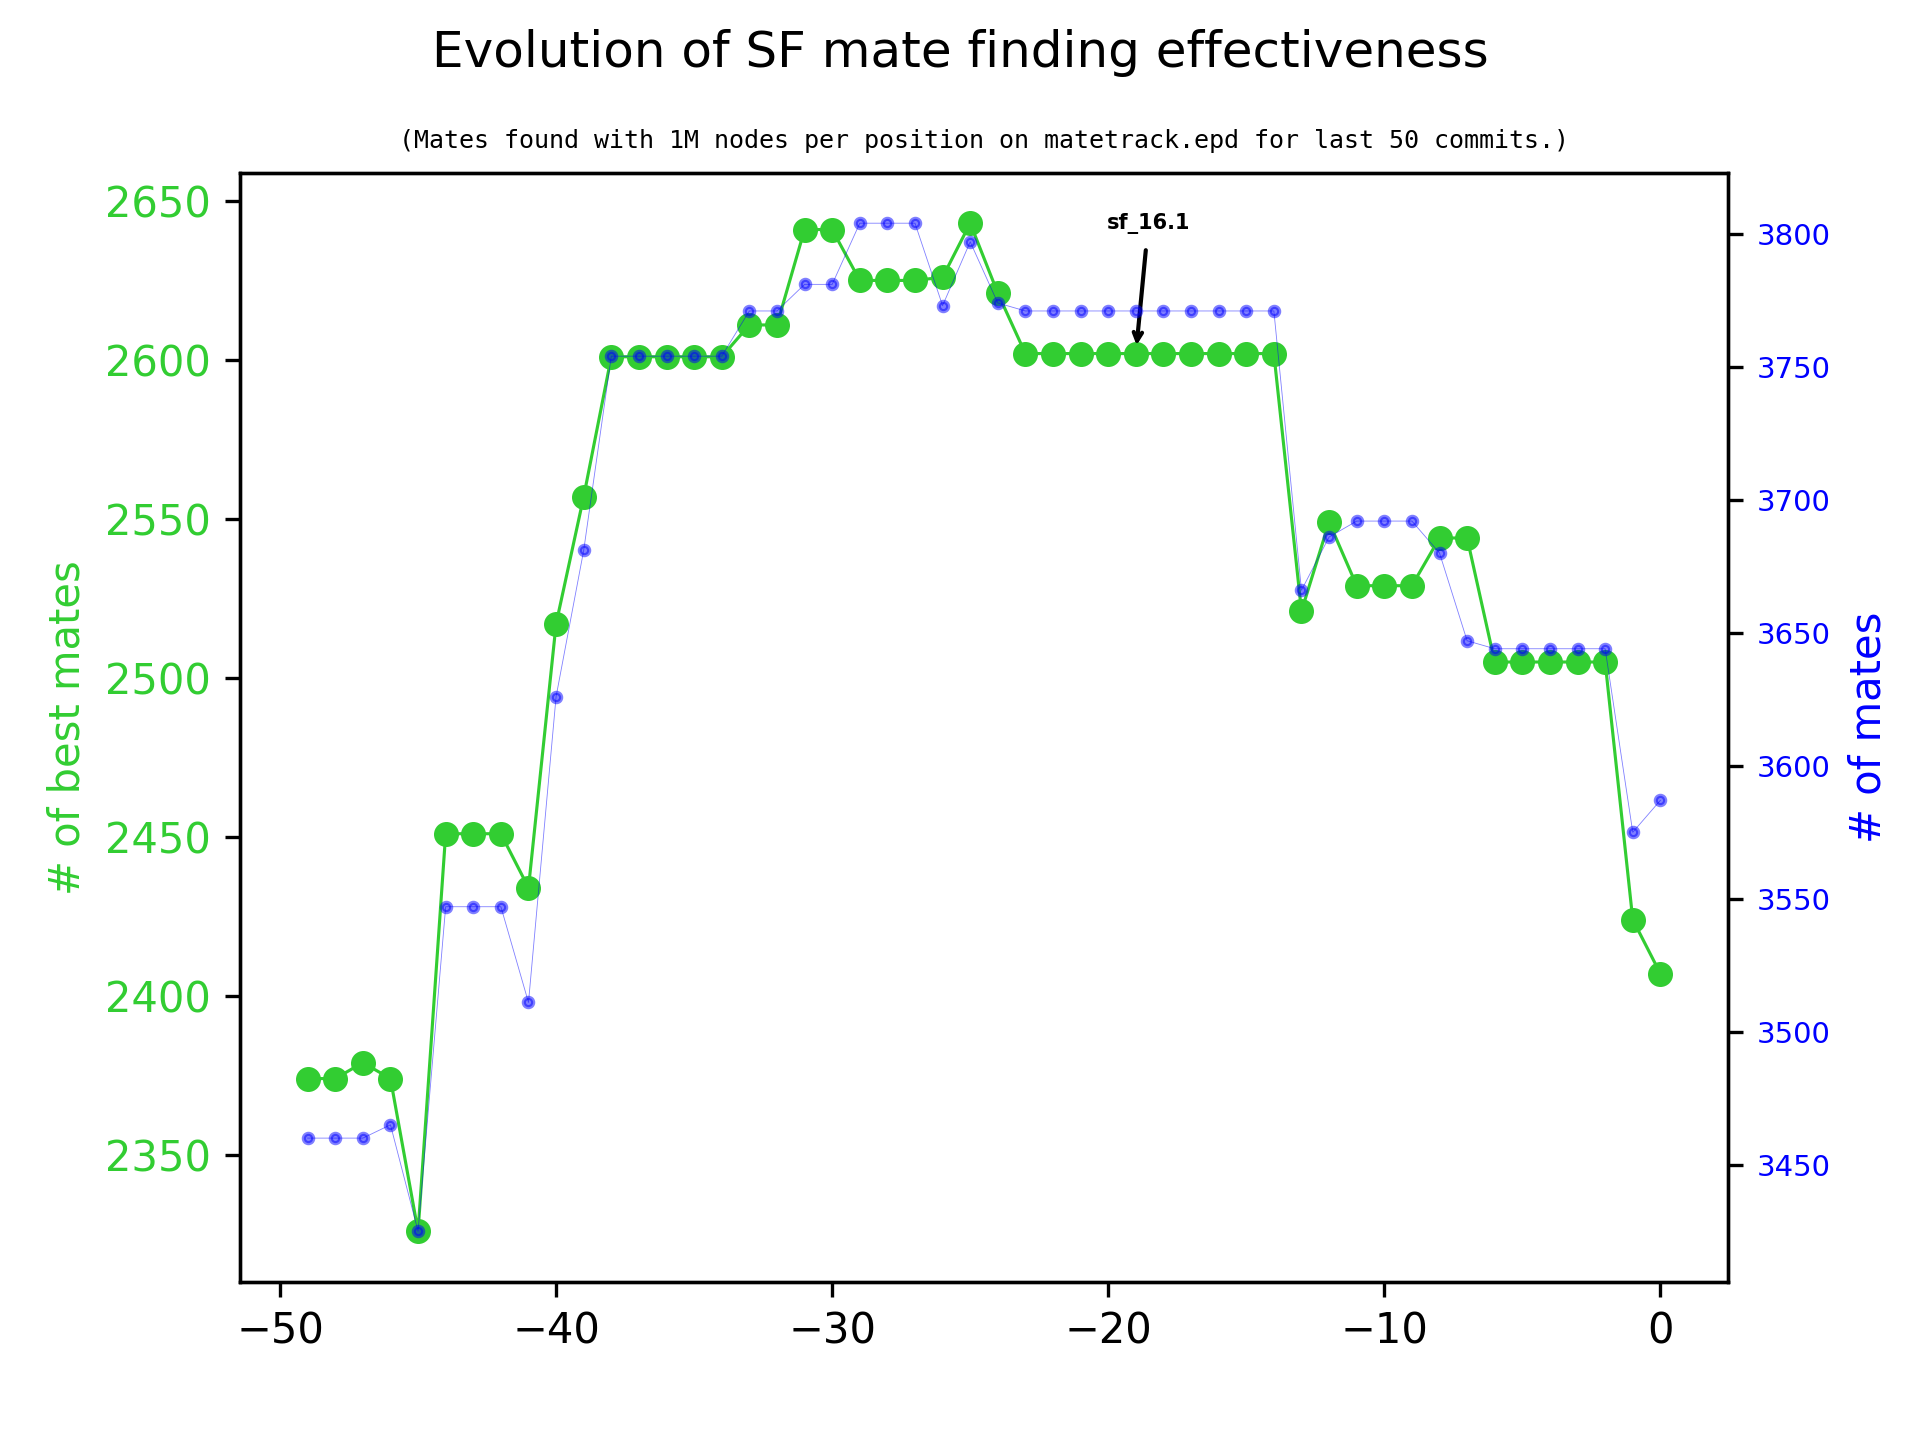 Evolution of SF mate finding effectiveness
(Mates found with 1M nodes per position on matetrack.epd for last 50 commits.)
# of best mates
2650
2600
2550
2500
2450
2400
2350
sf_16.1
3800
3750
3700
3650
3600
3550
3500
3450
# of mates
−50 −40 −30 −20 −10 0